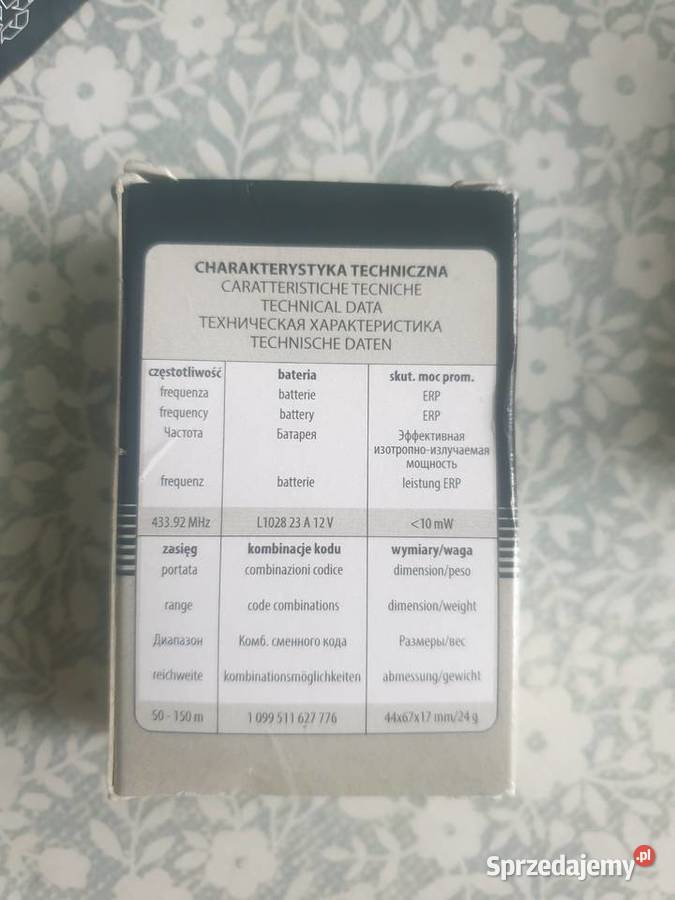 CHARAKTERYSTYKA TECHNICZNA
CARATTERISTICHE TECNICHE
TECHNICAL DATA
ТЕХНИЧЕСКАЯ ХАРАКТЕРИСТИКА
TECHNISCHE DATEN
częstotliwość bateria skut. moc prom.
frequenza batterie ERP
frequency battery ERP
Частота Батарея Эффективная
изотропно-излучаемая
мощность
frequenz batterie leistung ERP
433.92 MHz L1028 23 A 12 V <10 mW
zasięg kombinacje kodu wymiary/waga
portata combinazioni codice dimension/peso
range code combinations dimension/weight
Диапазон Комб. сменного кода Размеры/вес
reichweite kombinationsmöglichkeiten abmessung/gewicht
50 - 150 m 1 099 511 627 776 44x67x17 mm/24 g
Sprzedajemy.pl